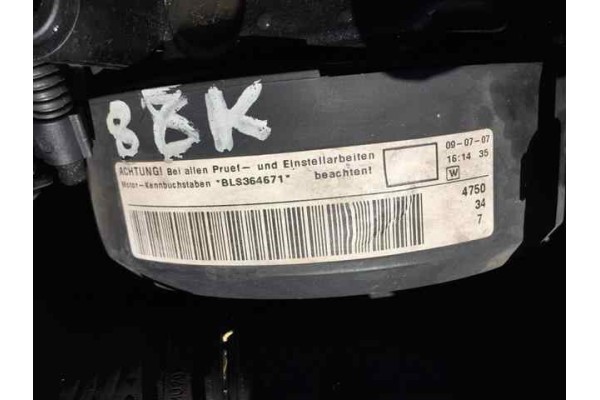 88K
ACHTUNG! Bei allen Pruef- und Einstellarbeiten
Motor-Kennbuchstaben "BLS364671" beachten!
09-07-07
16:14 35
W
4750
34
7